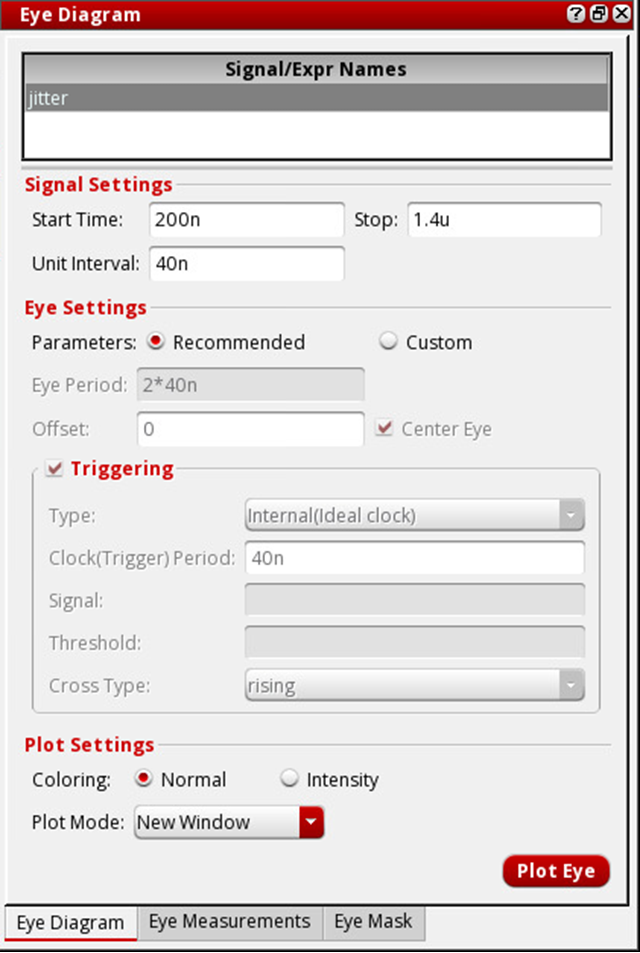 Eye Diagram
Signal/Expr Names
jitter
Signal Settings
Start Time: 200n Stop: 1.4u
Unit Interval: 40n
Eye Settings
Parameters: Recommended Custom
Eye Period: 2*40n
Offset: 0 Center Eye
Triggering
Type: Internal(Ideal clock)
Clock(Trigger) Period: 40n
Signal:
Threshold:
Cross Type: rising
Plot Settings
Coloring: Normal Intensity
Plot Mode: New Window
Plot Eye
Eye Diagram Eye Measurements Eye Mask